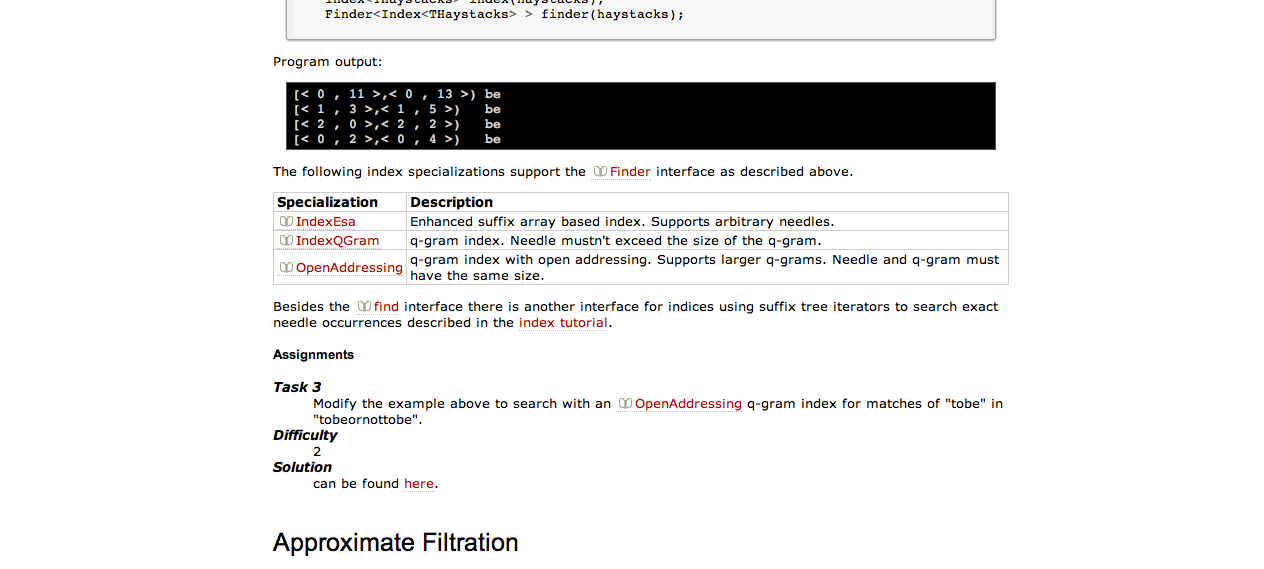 Index<THaystacks> index(haystacks);
Finder<Index<THaystacks> > finder(haystacks);
Program output:
[< 0 , 11 >,< 0 , 13 >) be
[< 1 , 3 >,< 1 , 5 >)   be
[< 2 , 0 >,< 2 , 2 >)   be
[< 0 , 2 >,< 0 , 4 >)   be
The following index specializations support the Finder interface as described above.
Specialization Description
IndexEsa Enhanced suffix array based index. Supports arbitrary needles.
IndexQGram q-gram index. Needle mustn't exceed the size of the q-gram.
OpenAddressing q-gram index with open addressing. Supports larger q-grams. Needle and q-gram must
have the same size.
Besides the find interface there is another interface for indices using suffix tree iterators to search exact
needle occurrences described in the index tutorial.
Assignments
Task 3
Modify the example above to search with an OpenAddressing q-gram index for matches of "tobe" in
"tobeornottobe".
Difficulty
2
Solution
can be found here.
Approximate Filtration